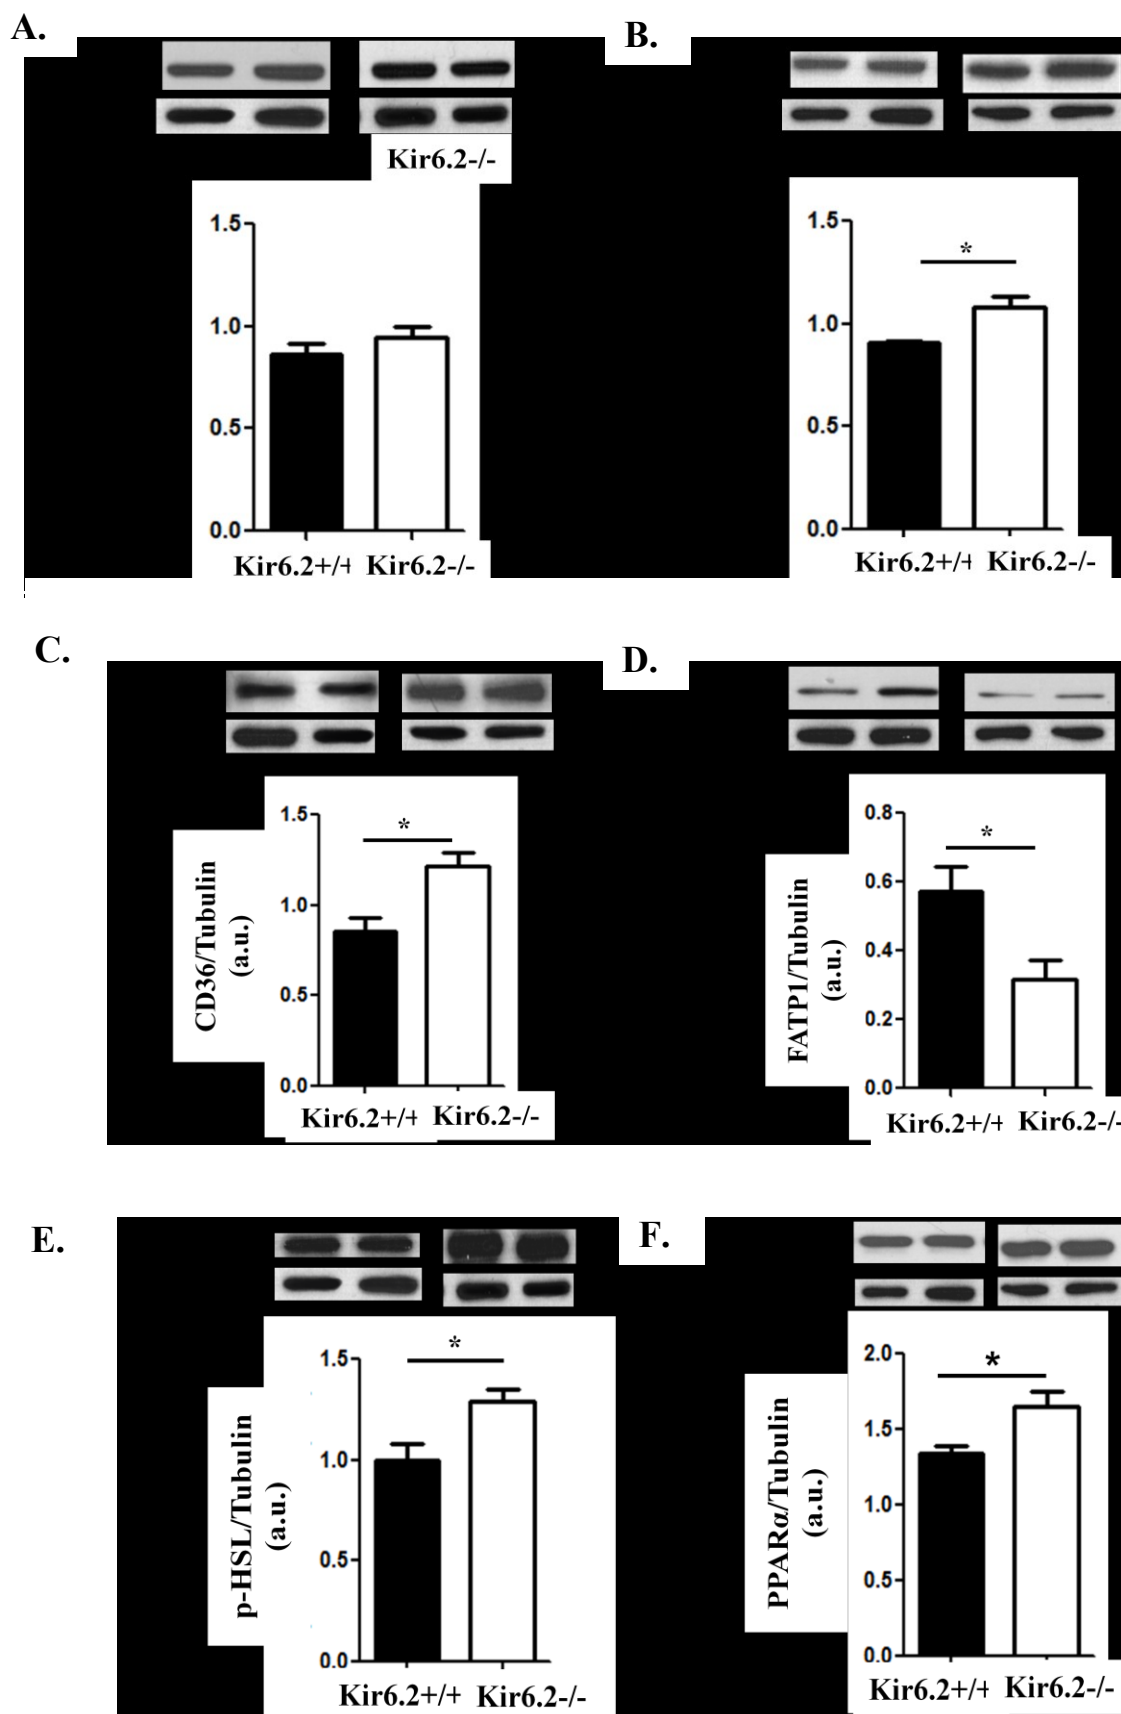 A.
B.
Kir6.2-/-
1.5
1.0
0.5
0.0
Kir6.2+/+ Kir6.2-/-
1.5
*
1.0
0.5
0.0
Kir6.2+/+ Kir6.2-/-
C.
D.
CD36/Tubulin
(a.u.)
1.5
*
1.0
0.5
0.0
Kir6.2+/+ Kir6.2-/-
FATP1/Tubulin
(a.u.)
0.8
*
0.6
0.4
0.2
0.0
Kir6.2+/+ Kir6.2-/-
E.
F.
p-HSL/Tubulin
(a.u.)
1.5
*
1.0
0.5
0.0
Kir6.2+/+ Kir6.2-/-
PPARα/Tubulin
(a.u.)
2.0
*
1.5
1.0
0.5
0.0
Kir6.2+/+ Kir6.2-/-